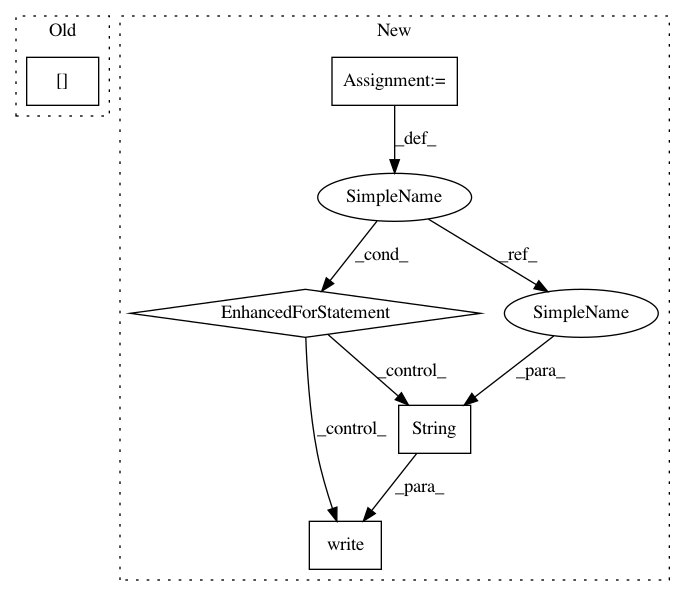 Old
New
[]
Assignment:=
_def_
SimpleName
_cond_
_ref_
EnhancedForStatement
SimpleName
_control_
_para_
_control_
String
_para_
write